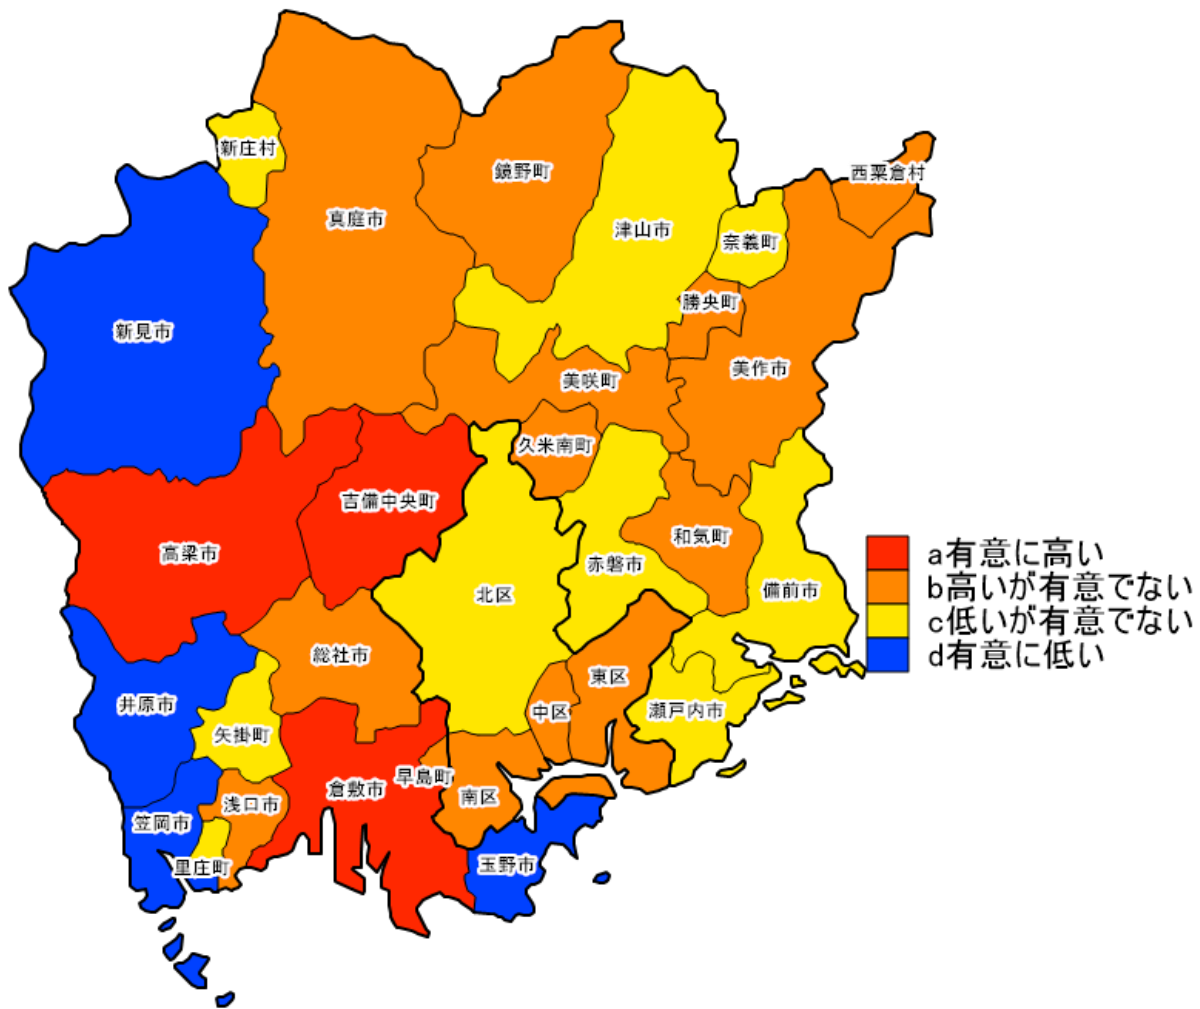 新庄村
鏡野町
西粟倉村
真庭市
津山市
奈義町
勝央町
新見市
美作市
美咲町
久米南町
吉備中央町
和気町
高梁市
赤磐市
備前市
北区
a有意に高い
b高いが有意でない
c低いが有意でない
d有意に低い
総社市
東区
井原市
中区
瀬戸内市
矢掛町
早島町
倉敷市
南区
浅口市
笠岡市
里庄町
玉野市